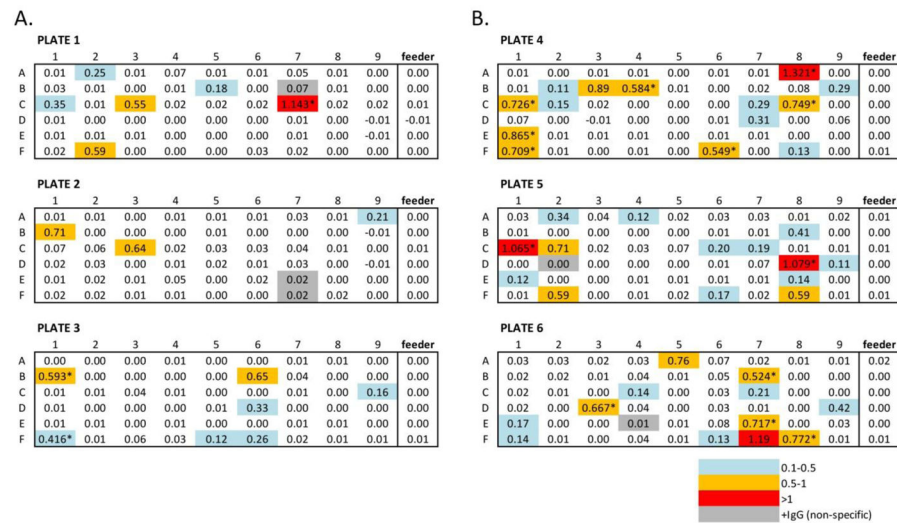 A.
PLATE 1
1 2 3 4 5 6 7 8 9 feeder
A 0.01 0.25 0.01 0.07 0.01 0.01 0.05 0.01 0.00 0.00
B 0.03 0.01 0.00 0.01 0.18 0.00 0.07 0.00 0.00 0.00
C 0.35 0.01 0.55 0.02 0.02 0.02 1.143* 0.02 0.02 0.01
D 0.01 0.00 0.00 0.00 0.00 0.00 0.01 0.00 -0.01 -0.01
E 0.01 0.01 0.01 0.00 0.00 0.00 0.01 0.00 -0.01 0.00
F 0.02 0.59 0.00 0.00 0.00 0.03 0.02 0.00 0.00 0.00
PLATE 2
1 2 3 4 5 6 7 8 9 feeder
A 0.01 0.01 0.00 0.01 0.01 0.01 0.03 0.01 0.21 0.00
B 0.71 0.00 0.00 0.00 0.00 0.00 0.00 0.00 -0.01 0.00
C 0.07 0.06 0.64 0.02 0.03 0.03 0.04 0.01 0.00 0.00
D 0.02 0.03 0.00 0.01 0.02 0.01 0.03 0.00 -0.01 0.00
E 0.01 0.02 0.01 0.05 0.00 0.02 0.02 0.01 0.00 0.00
F 0.02 0.02 0.01 0.01 0.00 0.02 0.02 0.02 0.01 0.00
PLATE 3
1 2 3 4 5 6 7 8 9 feeder
A 0.00 0.00 0.00 0.01 0.00 0.01 0.00 0.01 0.00 0.00
B 0.593* 0.00 0.00 0.00 0.00 0.65 0.04 0.00 0.00 0.00
C 0.01 0.01 0.04 0.01 0.00 0.01 0.00 0.00 0.16 0.00
D 0.01 0.00 0.00 0.00 0.00 0.33 0.00 0.00 0.00 0.00
E 0.01 0.01 0.00 0.00 0.00 0.01 0.00 0.00 0.00 0.00
F 0.416* 0.01 0.06 0.03 0.12 0.26 0.02 0.01 0.01 0.01
B.
PLATE 4
1 2 3 4 5 6 7 8 9 feeder
A 0.01 0.01 0.00 0.00 0.00 0.01 0.01 1.321* 0.00 0.00
B 0.01 0.11 0.89 0.584* 0.01 0.00 0.02 0.08 0.29 0.00
C 0.726* 0.15 0.02 0.02 0.00 0.00 0.29 0.749* 0.01 0.00
D 0.07 0.00 -0.01 0.00 0.00 0.00 0.31 0.00 0.06 0.00
E 0.865* 0.01 0.01 0.01 0.00 0.00 0.00 0.00 0.00 0.00
F 0.709* 0.01 0.00 0.01 0.00 0.549* 0.00 0.13 0.00 0.01
PLATE 5
1 2 3 4 5 6 7 8 9 feeder
A 0.03 0.34 0.04 0.12 0.02 0.03 0.03 0.01 0.02 0.01
B 0.01 0.01 0.00 0.00 0.00 0.00 0.00 0.41 0.00 0.00
C 1.065* 0.71 0.02 0.03 0.07 0.20 0.19 0.01 0.01 0.01
D 0.00 0.00 0.00 0.00 0.00 0.01 0.07 1.079* 0.11 0.00
E 0.12 0.00 0.00 0.01 0.00 0.00 0.01 0.14 0.00 0.00
F 0.01 0.59 0.00 0.01 0.02 0.17 0.02 0.59 0.01 0.01
PLATE 6
1 2 3 4 5 6 7 8 9 feeder
A 0.03 0.03 0.02 0.03 0.76 0.07 0.02 0.01 0.01 0.02
B 0.02 0.01 0.02 0.04 0.01 0.05 0.524* 0.00 0.00 0.00
C 0.02 0.01 0.00 0.14 0.00 0.03 0.21 0.00 0.01 0.00
D 0.02 0.00 0.667* 0.04 0.00 0.03 0.01 0.00 0.42 0.00
E 0.17 0.00 0.00 0.01 0.01 0.08 0.717* 0.00 0.03 0.00
F 0.14 0.01 0.00 0.04 0.01 0.13 1.19 0.772* 0.01 0.01
0.1-0.5
0.5-1
>1
+IgG (non-specific)